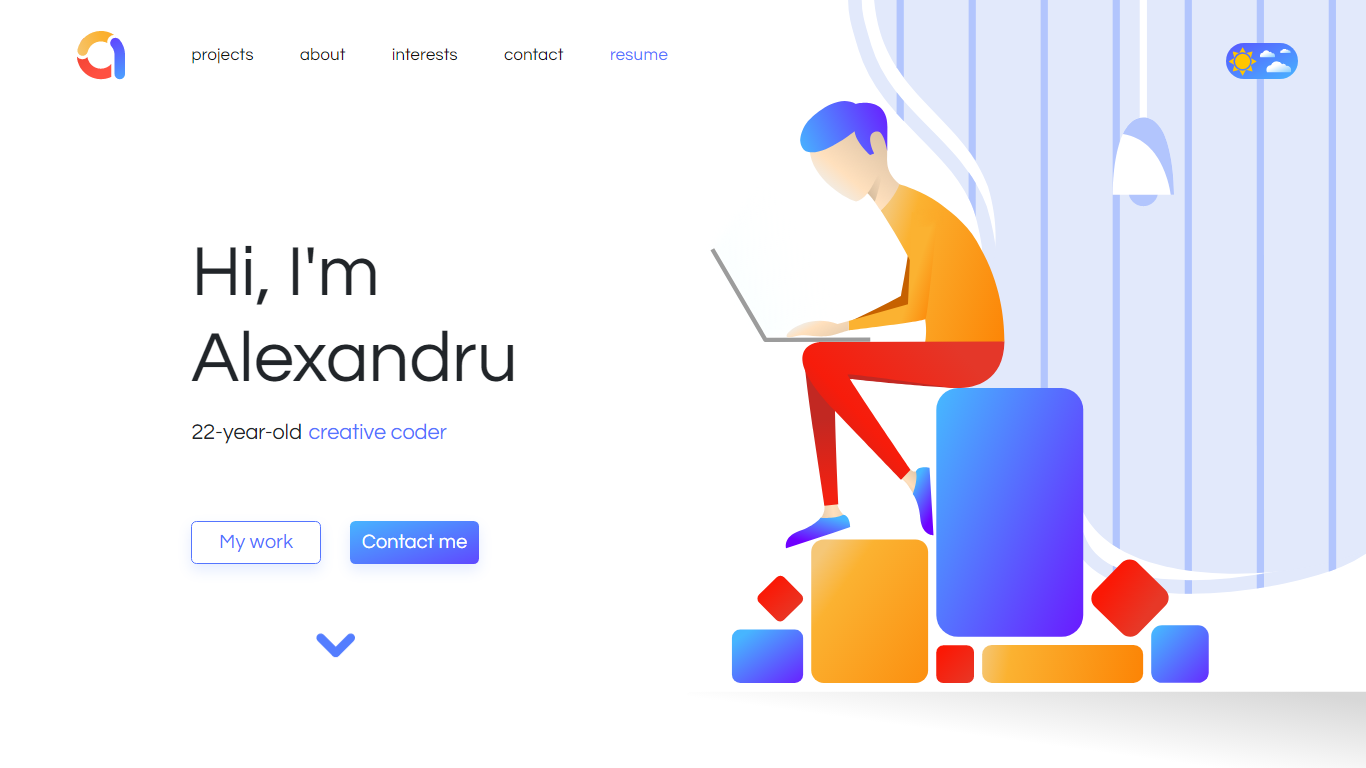 projects about interests contact resume
Hi, I'm
Alexandru
22-year-old creative coder
My work Contact me